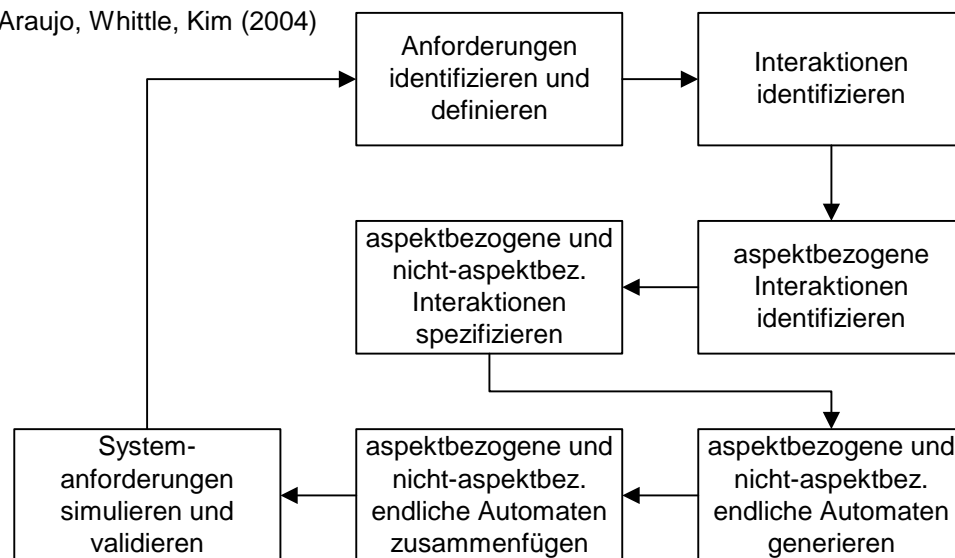 Araujo, Whittle, Kim (2004)
Anforderungen
identifizieren und
definieren
Interaktionen
identifizieren
aspektbezogene
Interaktionen
identifizieren
aspektbezogene und
nicht-aspektbez.
Interaktionen
spezifizieren
aspektbezogene und
nicht-aspektbez.
endliche Automaten
generieren
aspektbezogene und
nicht-aspektbez.
endliche Automaten
zusammenfügen
System-
anforderungen
simulieren und
validieren